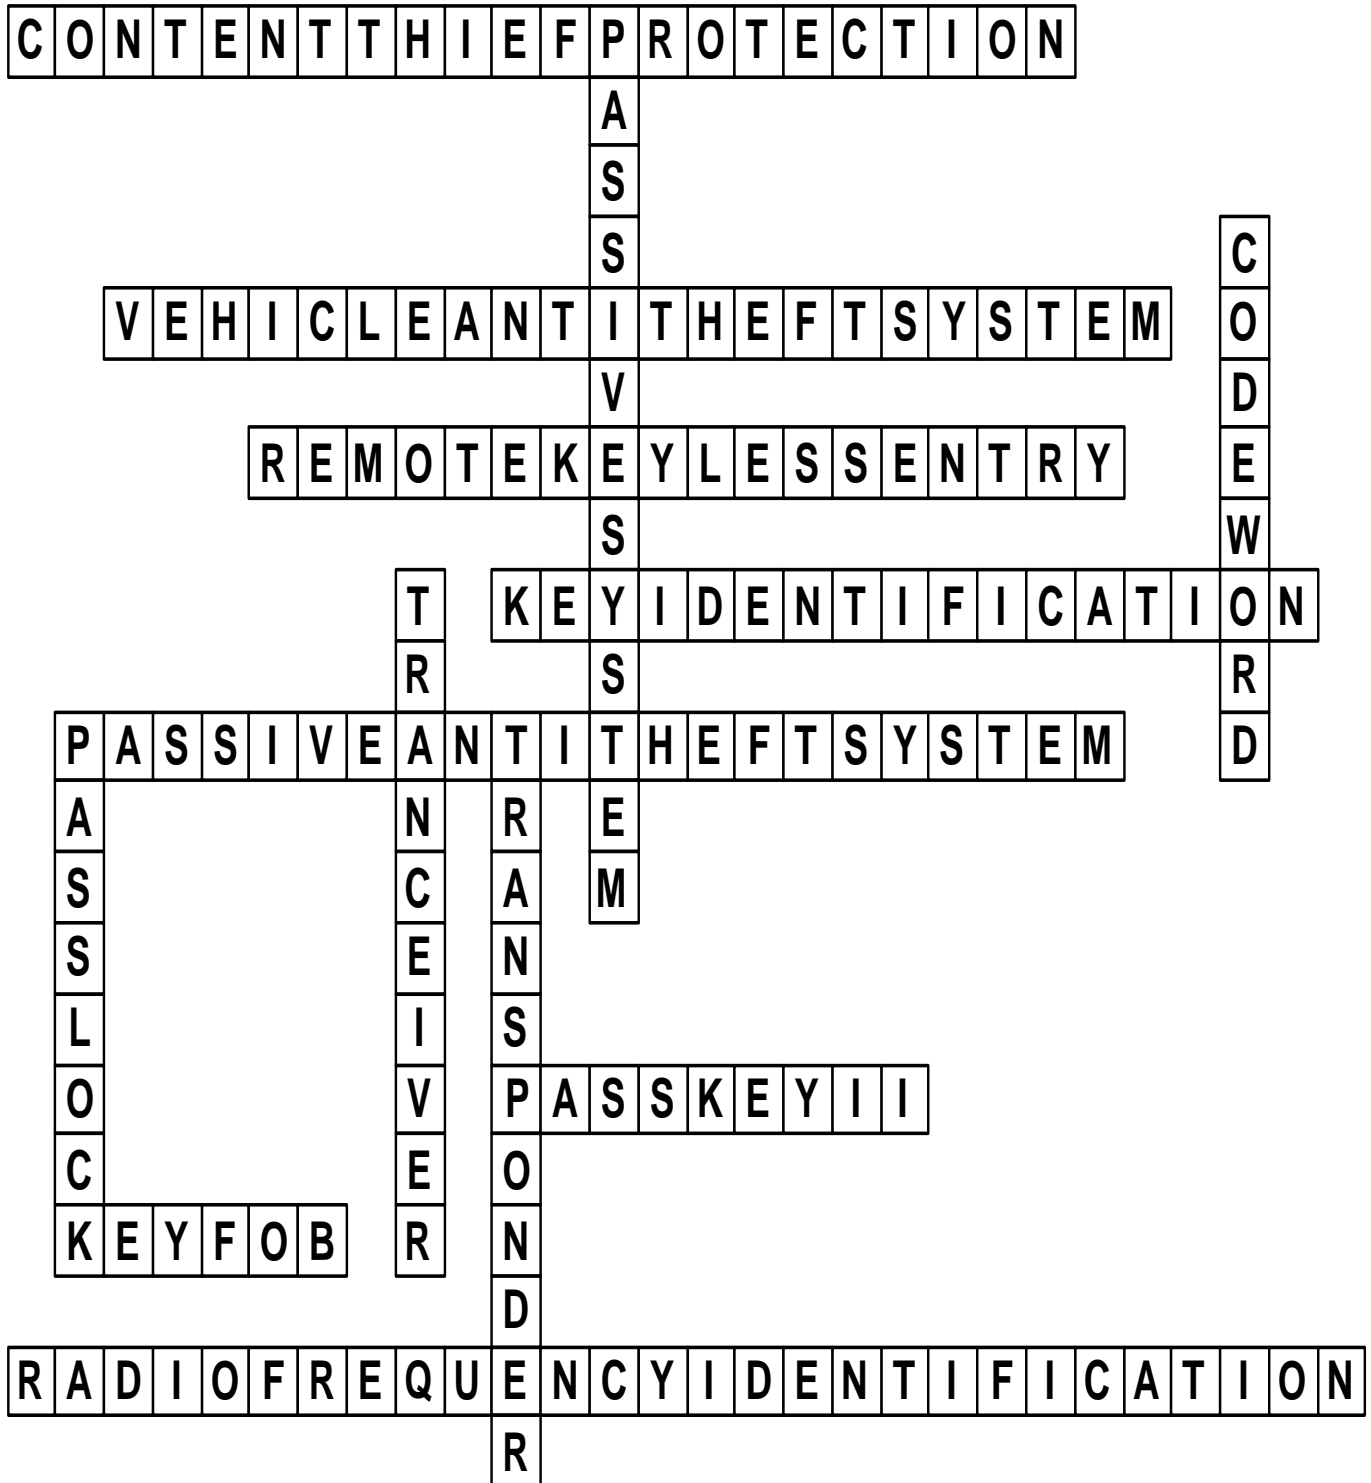 CONTENTTHIEFPROTECTION
PASSIVESYSTEM
CODEWORD
VEHICLEANTITHEFTSYSTEM
REMOTEKEYLESSENTRY
TRANCEIVER
KEYIDENTIFICATION
PASSIVEANTITHEFTSYSTEM
PASSLOCK
TRANSPONDER
PASSKEYII
KEYFOB
RADIOFREQUENCYIDENTIFICATION